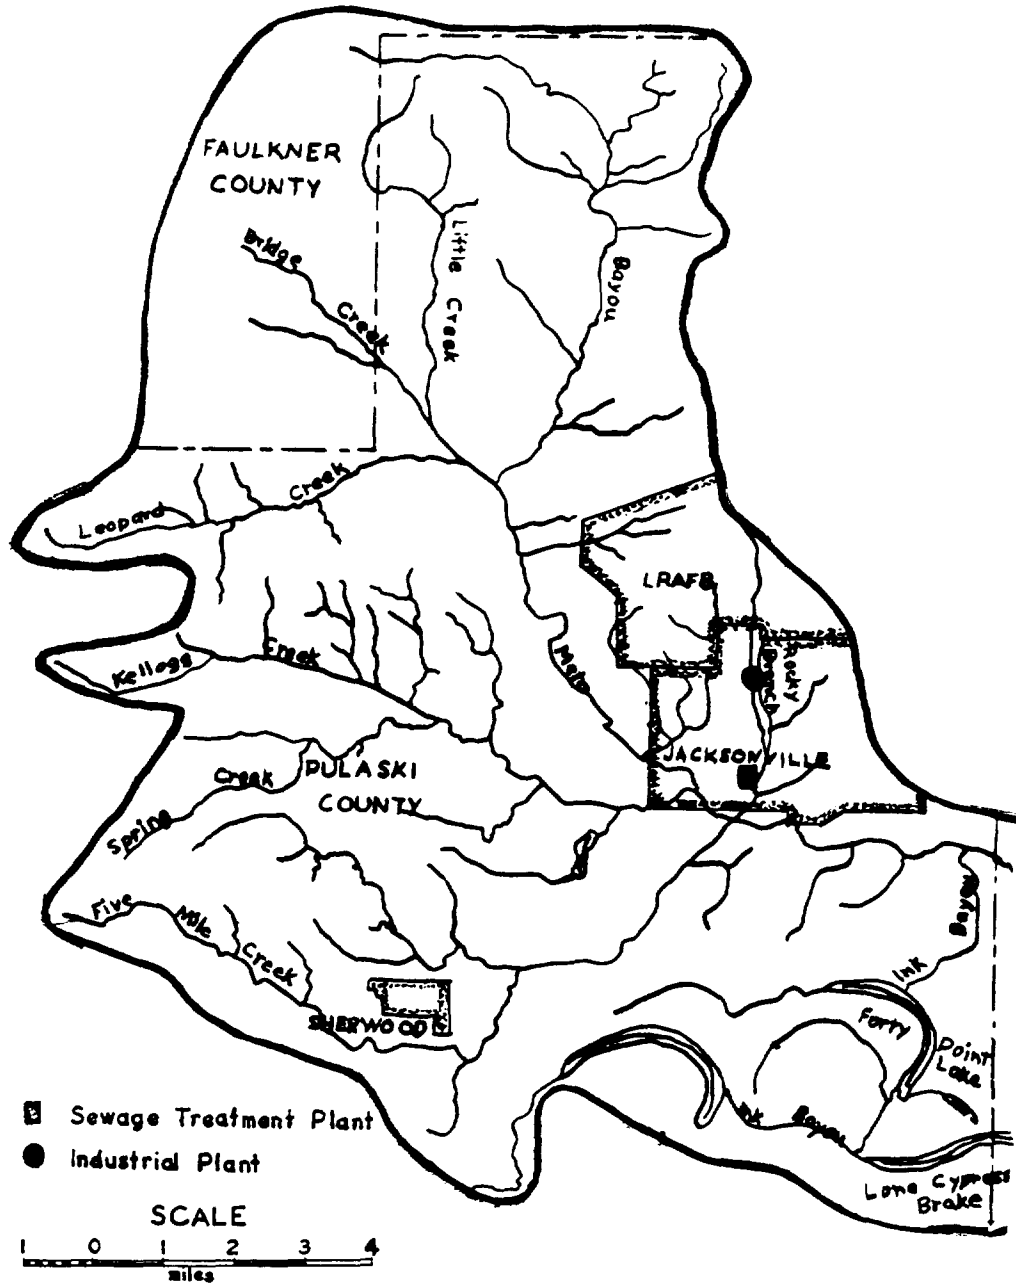 FAULKNER
COUNTY
Bridge
Creek
Little Creek
Bayou
Leopard Creek
LRAFB
Kellogg Creek
Meto
Rocky
Branch
JACKSONVILLE
PULASKI
COUNTY
Spring Creek
Five Mile Creek
Bayou
Ink
SHERWOOD
Forty
Point
Lake
Ink Bayou
Lone Cypress
Brake
Sewage Treatment Plant
Industrial Plant
SCALE
1 0 1 2 3 4
miles